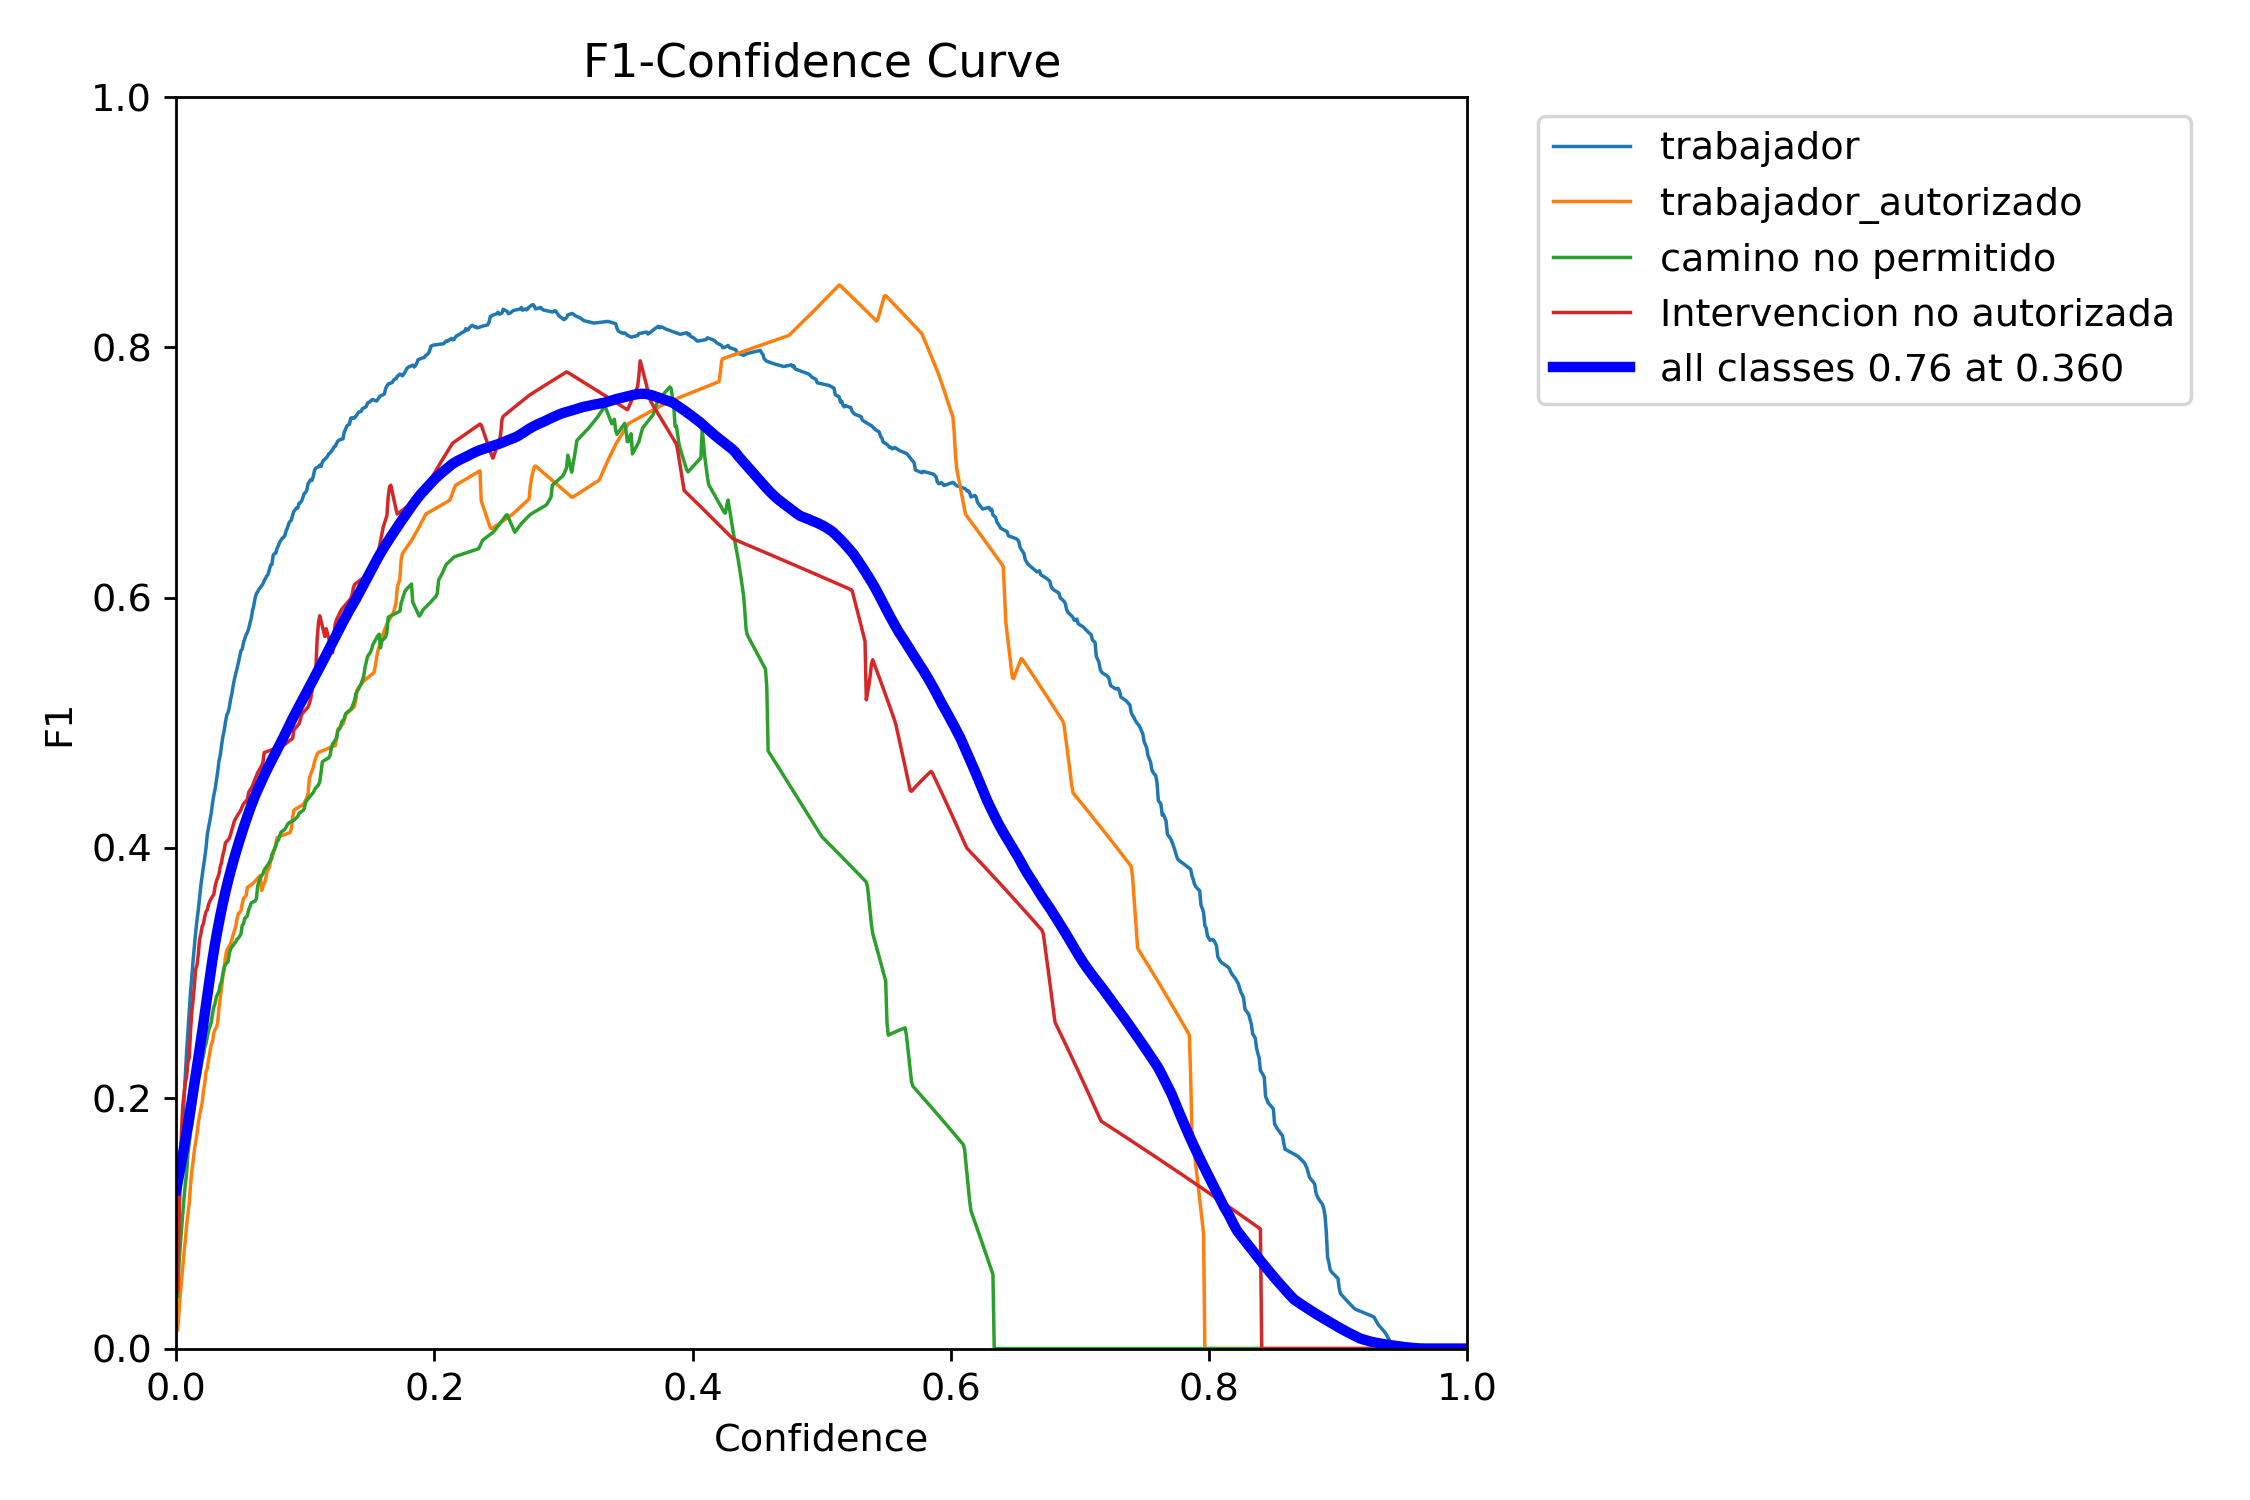 F1-Confidence Curve
1.0
0.8
0.6
0.4
0.2
0.0
F1
0.0 0.2 0.4 0.6 0.8 1.0
Confidence
trabajador
trabajador_autorizado
camino no permitido
Intervencion no autorizada
all classes 0.76 at 0.360